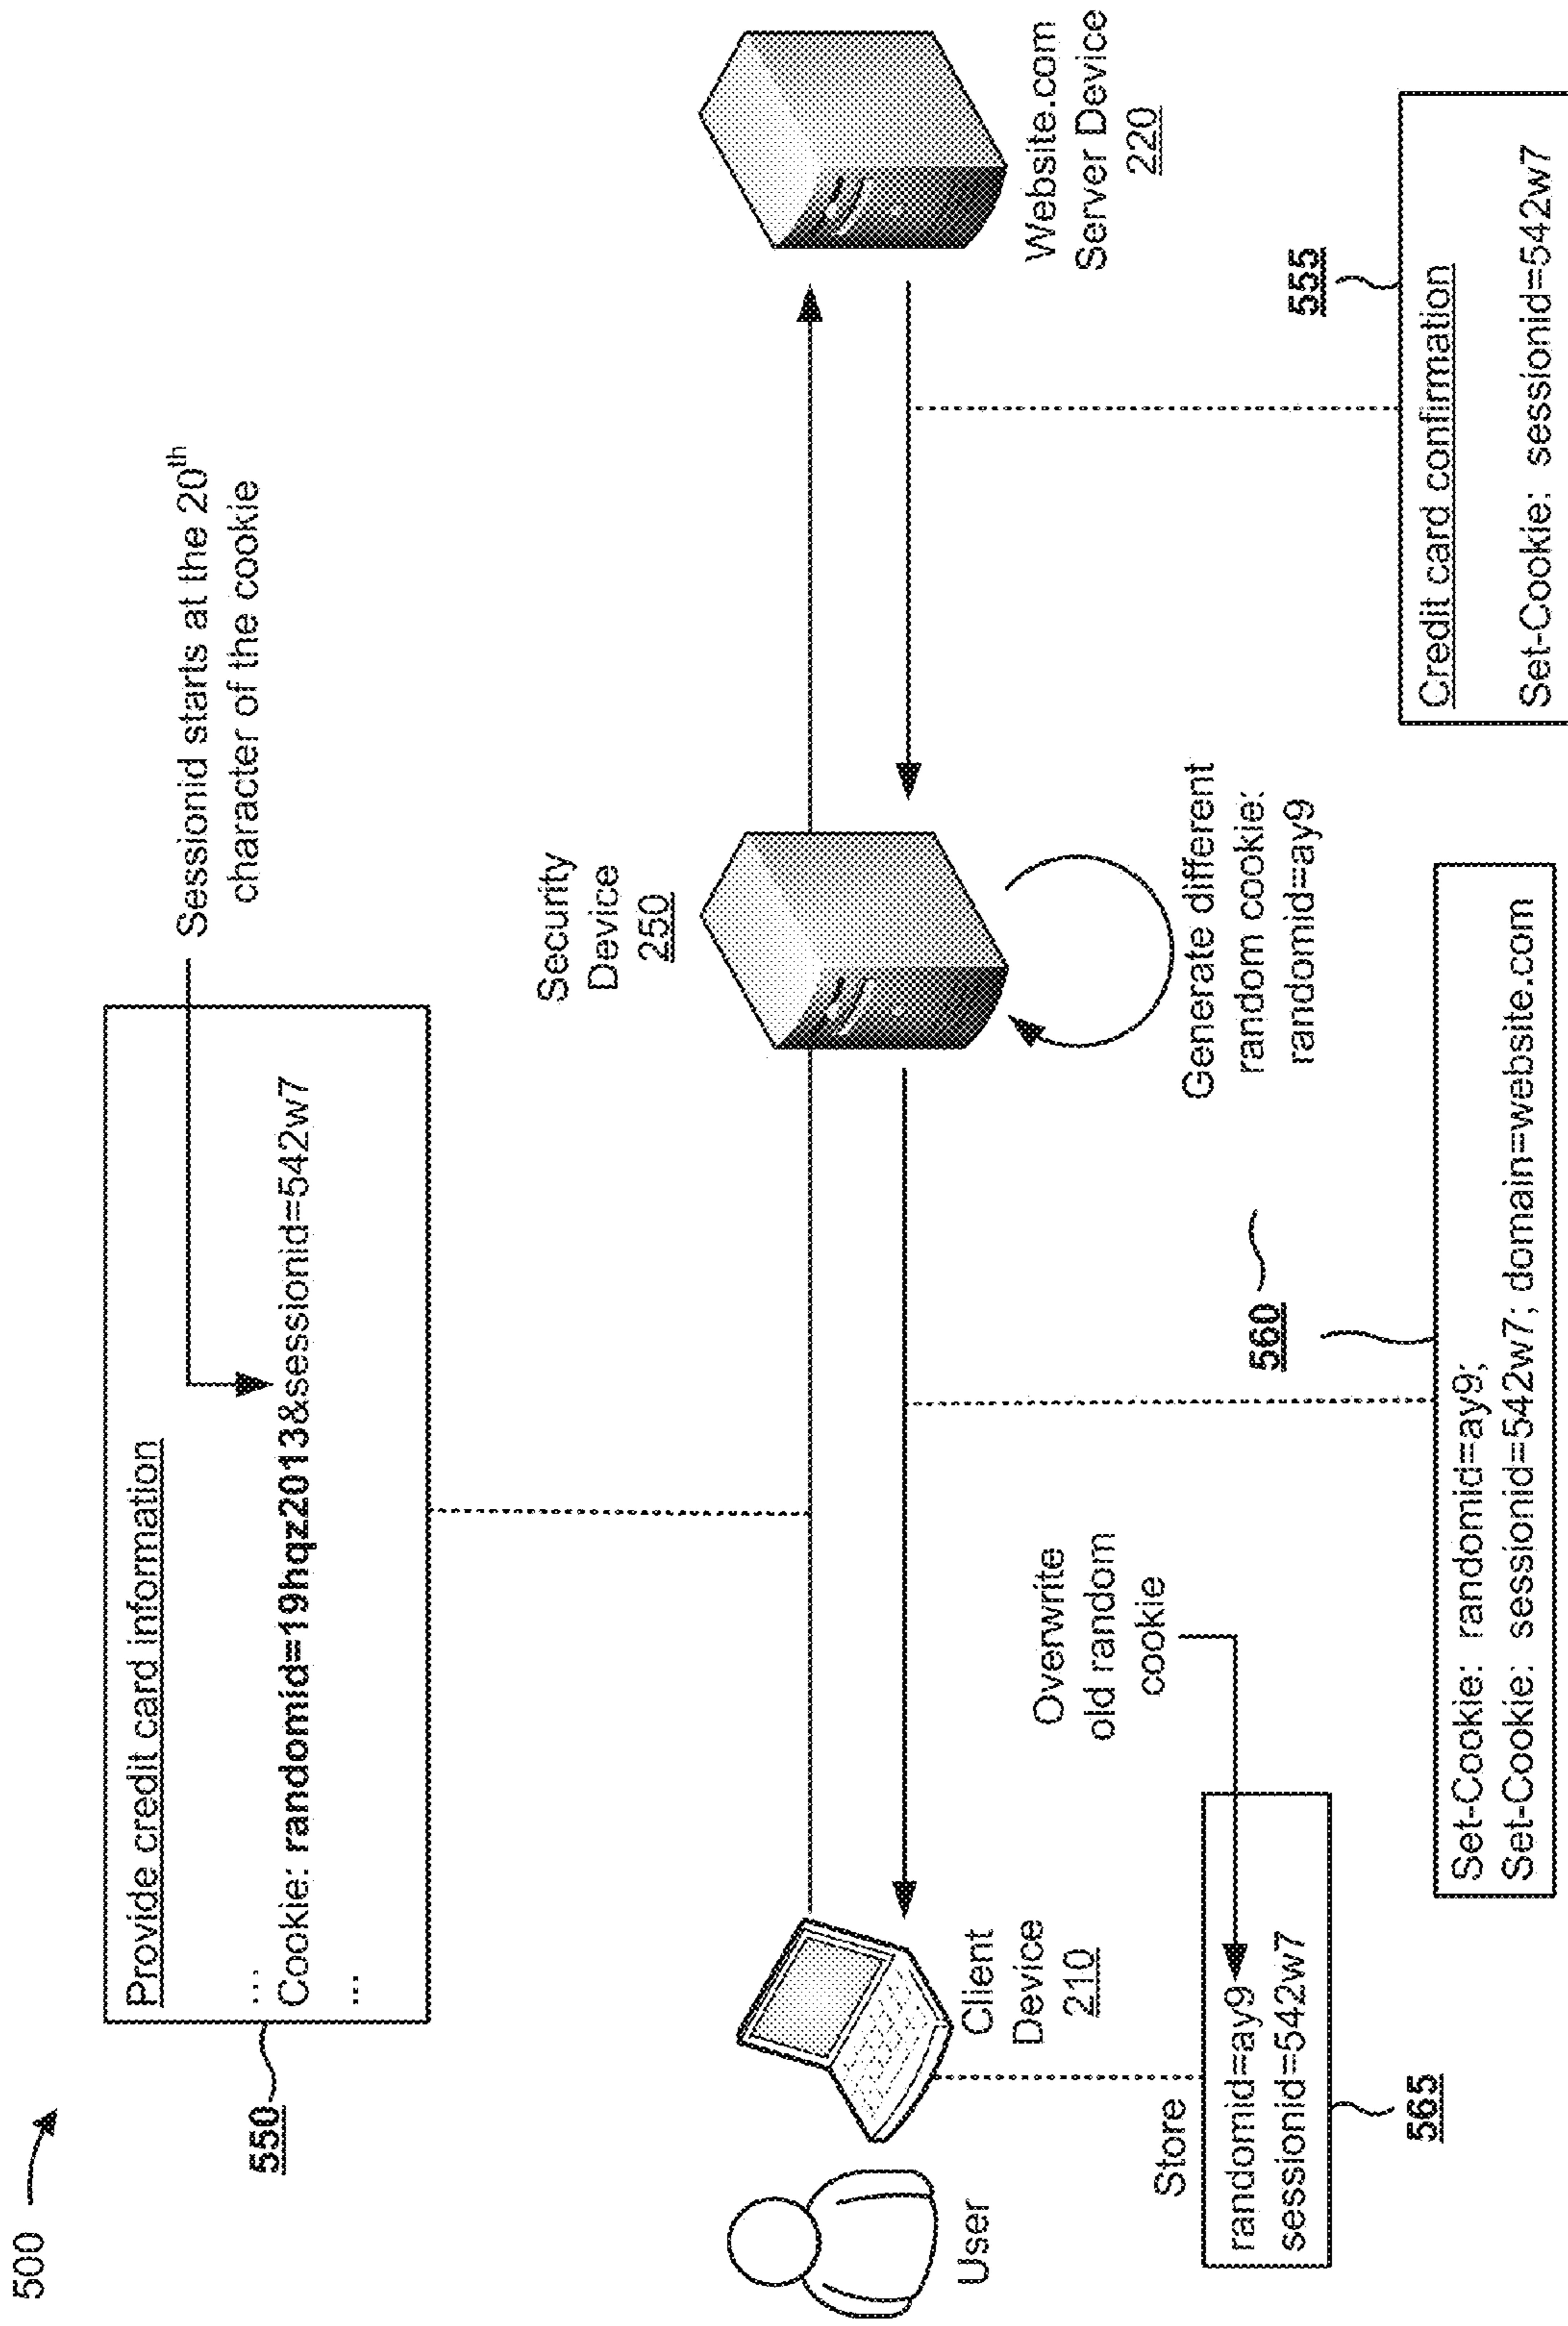 500
550
Provide credit card information
...
Cookie: randomid=19hqz2013&sessionid=542w7
...
Sessionid starts at the 20th
character of the cookie
User
Client
Device
210
Security
Device
250
Website.com
Server Device
220
Store
randomid=ay9
sessionid=542w7
565
Overwrite
old random
cookie
560
Set-Cookie: randomid=ay9;
Set-Cookie: sessionid=542w7; domain=website.com
Generate different
random cookie:
randomid=ay9
555
Credit card confirmation
Set-Cookie: sessionid=542w7